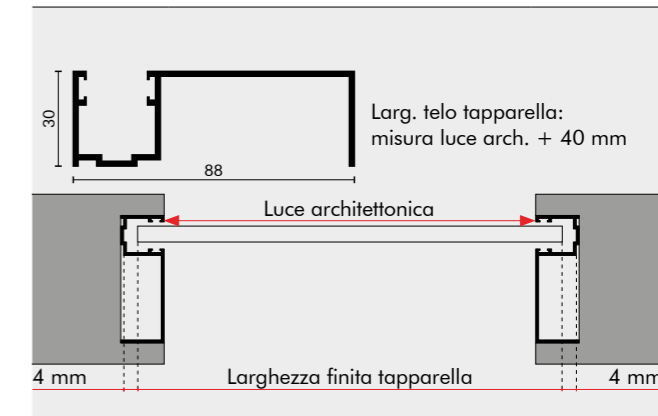 30
88
Larg. telo tapparella:
misura luce arch. + 40 mm
Luce architettonica
4 mm
Larghezza finita tapparella
4 mm